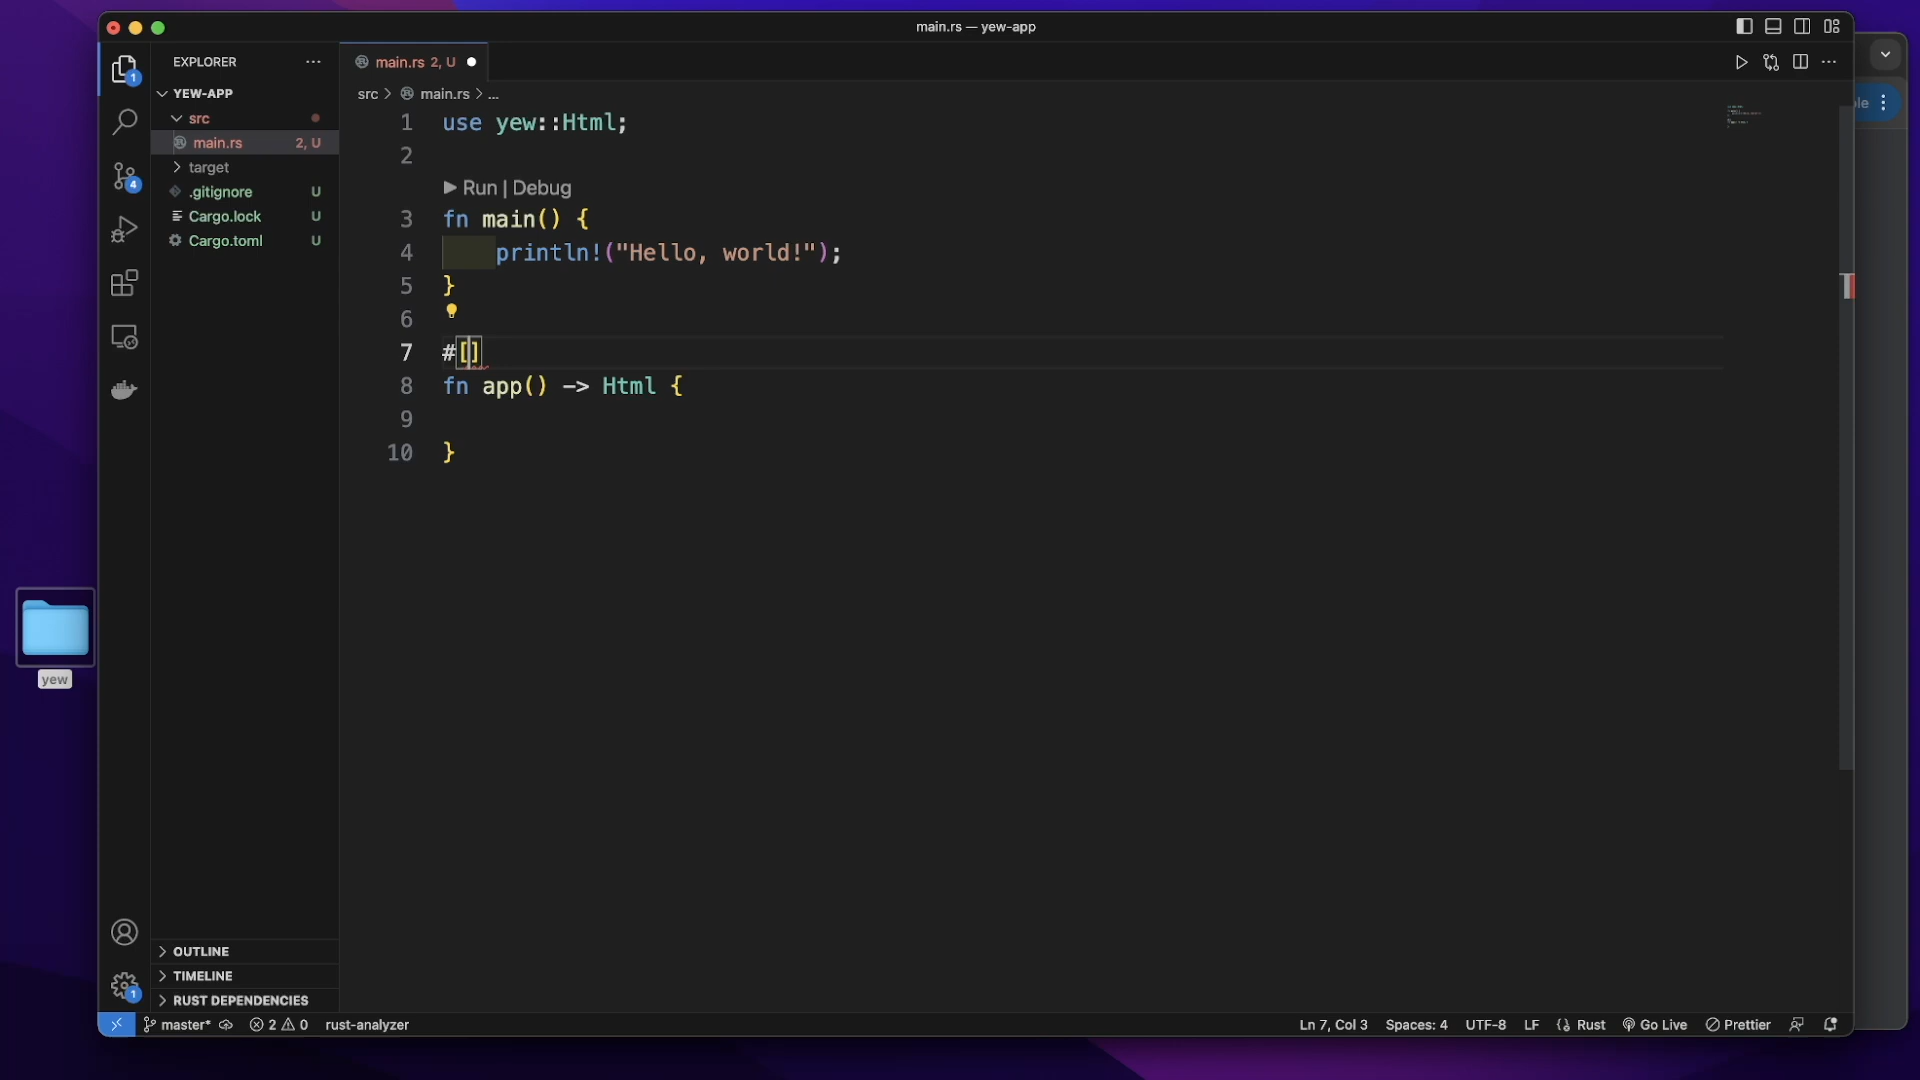 main.rs — yew-app
EXPLORER
main.rs 2, U
YEW-APP
src
main.rs 2, U
target
.gitignore U
Cargo.lock U
Cargo.toml U
src > main.rs > ...
1 use yew::Html;
2
Run | Debug
3 fn main() {
4 println!("Hello, world!");
5 }
6
7 #[]
8 fn app() -> Html {
9
10 }
1
4
yew
OUTLINE
TIMELINE
RUST DEPENDENCIES
1
master* 2 0 rust-analyzer
Ln 7, Col 3 Spaces: 4 UTF-8 LF {} Rust Go Live Prettier